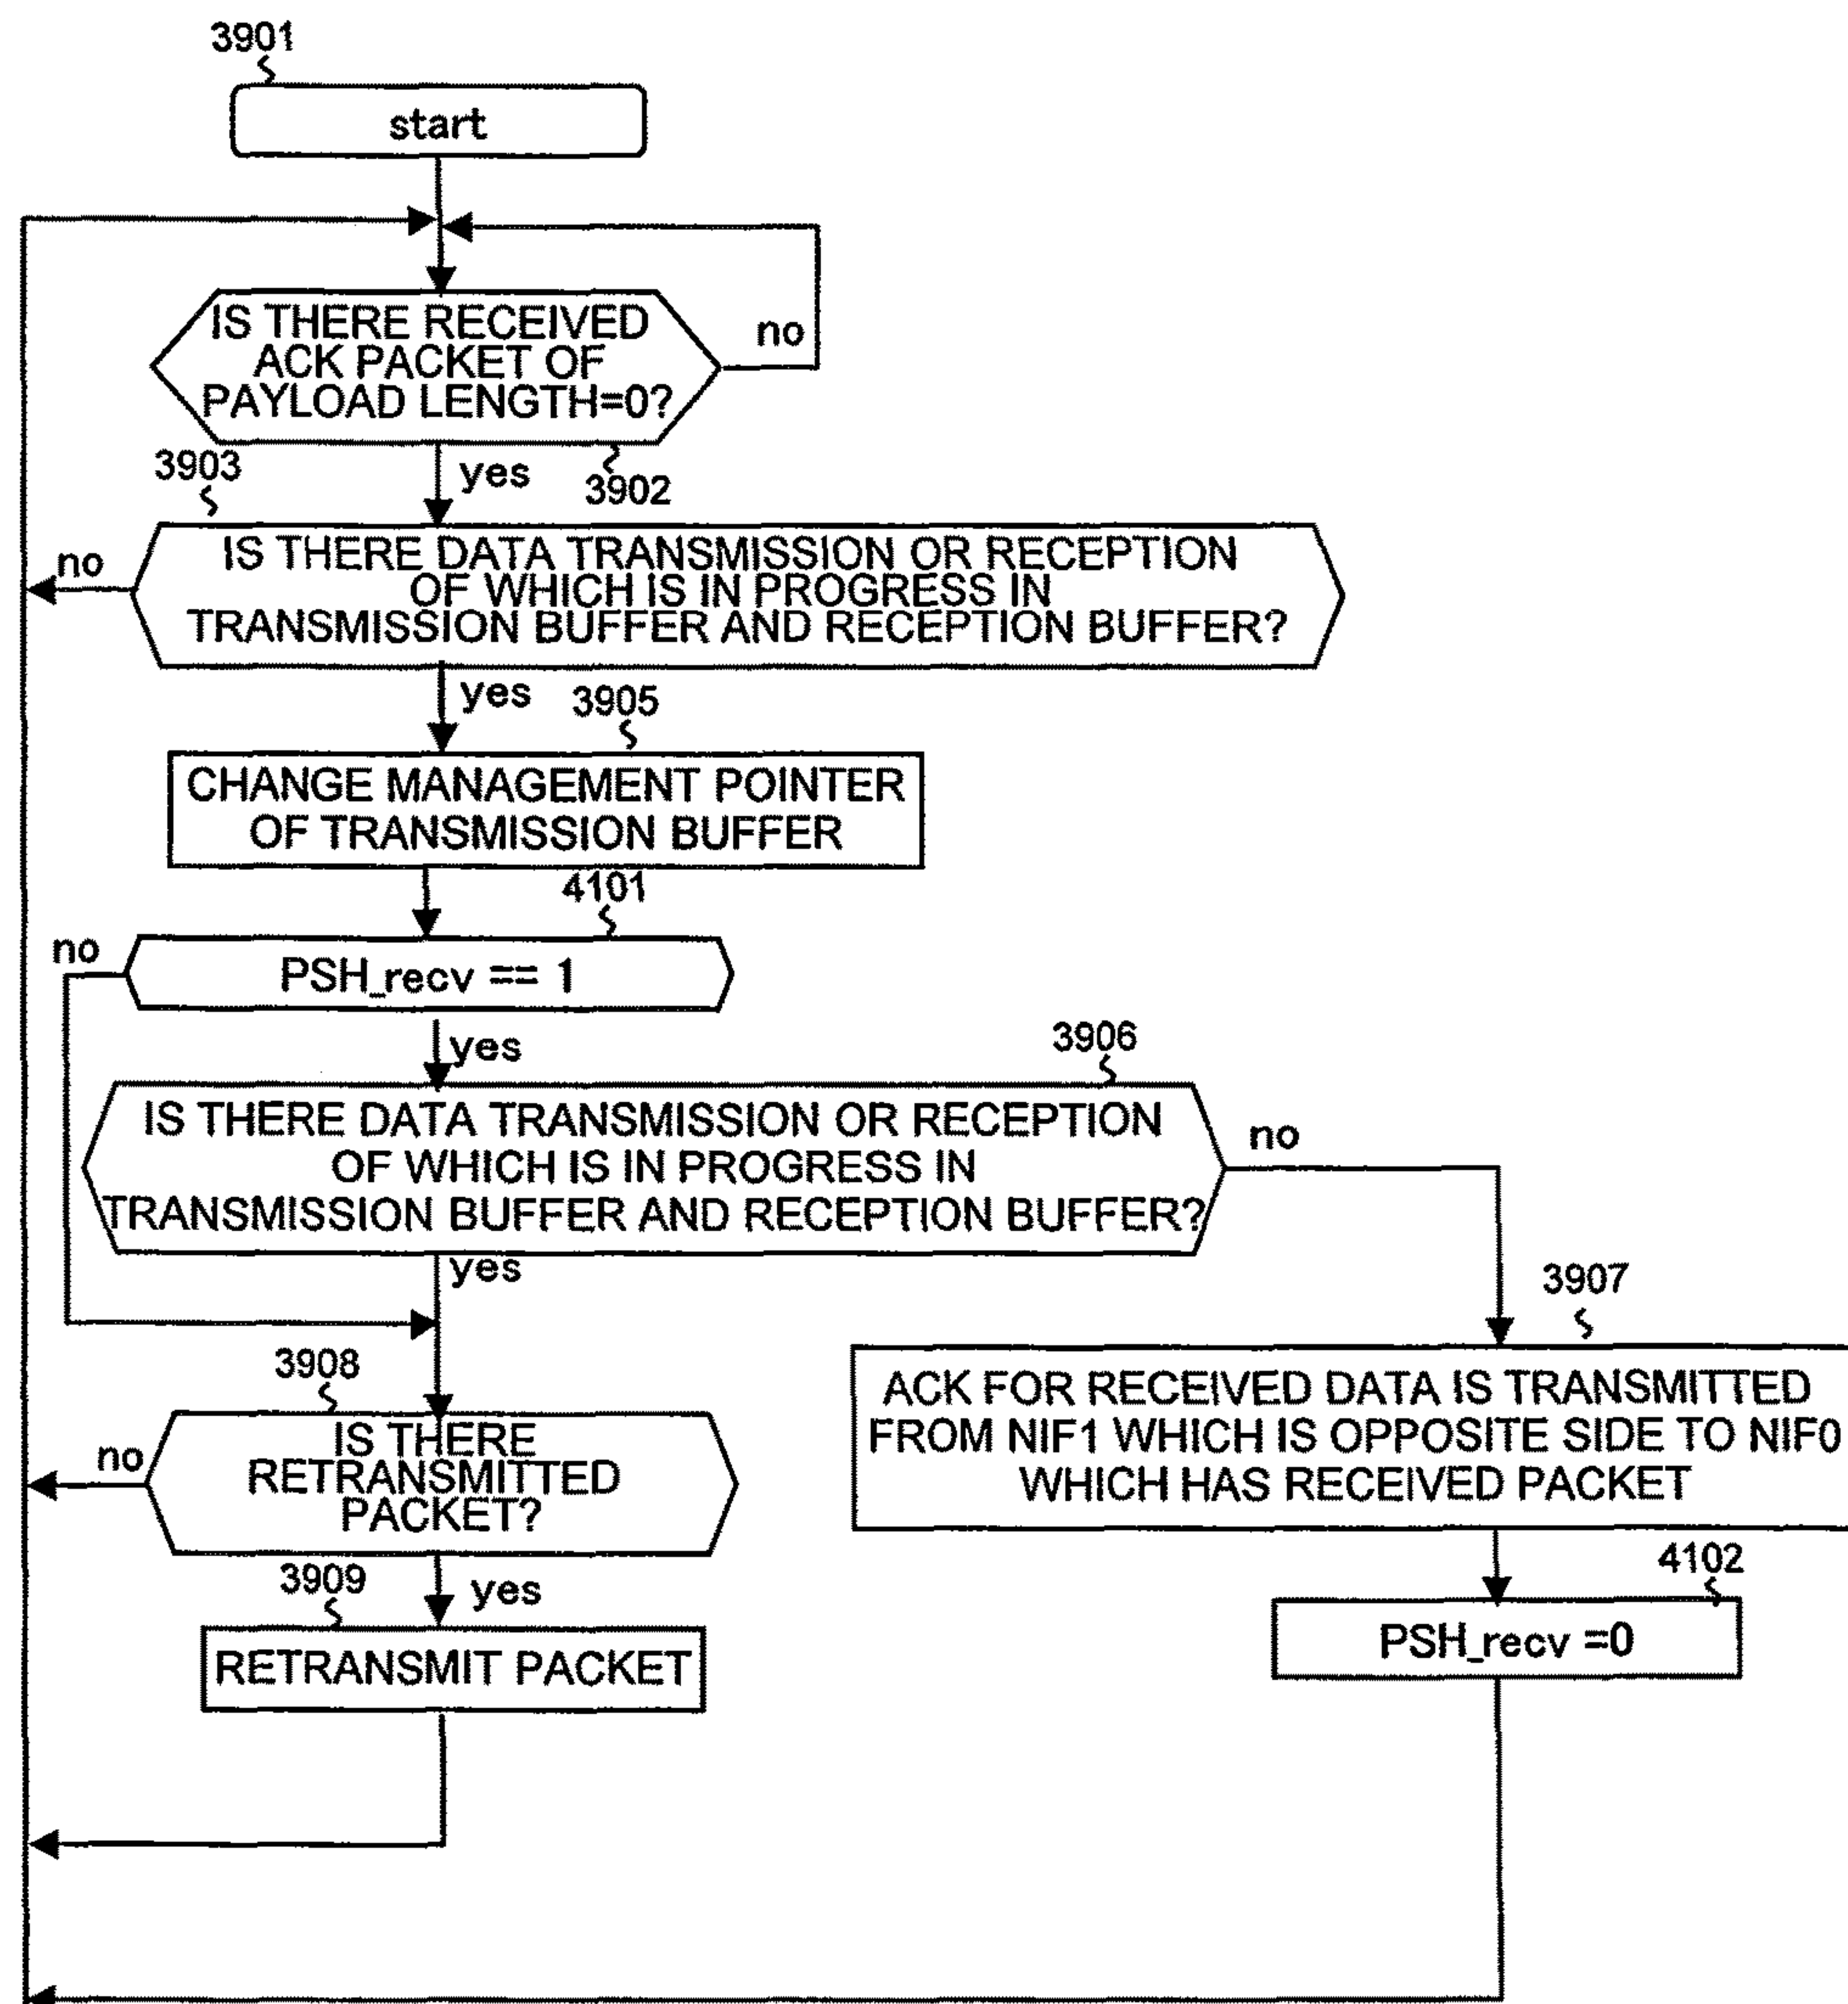 3901
start
IS THERE RECEIVED
ACK PACKET OF
PAYLOAD LENGTH=0?
no
3903
yes
3902
no
IS THERE DATA TRANSMISSION OR RECEPTION
OF WHICH IS IN PROGRESS IN
TRANSMISSION BUFFER AND RECEPTION BUFFER?
yes
3905
CHANGE MANAGEMENT POINTER
OF TRANSMISSION BUFFER
4101
no
PSH_recv == 1
yes
3906
IS THERE DATA TRANSMISSION OR RECEPTION
OF WHICH IS IN PROGRESS IN
TRANSMISSION BUFFER AND RECEPTION BUFFER?
no
yes
3907
ACK FOR RECEIVED DATA IS TRANSMITTED
FROM NIF1 WHICH IS OPPOSITE SIDE TO NIF0
WHICH HAS RECEIVED PACKET
3908
no
IS THERE
RETRANSMITTED
PACKET?
3909
yes
4102
RETRANSMIT PACKET
PSH_recv =0